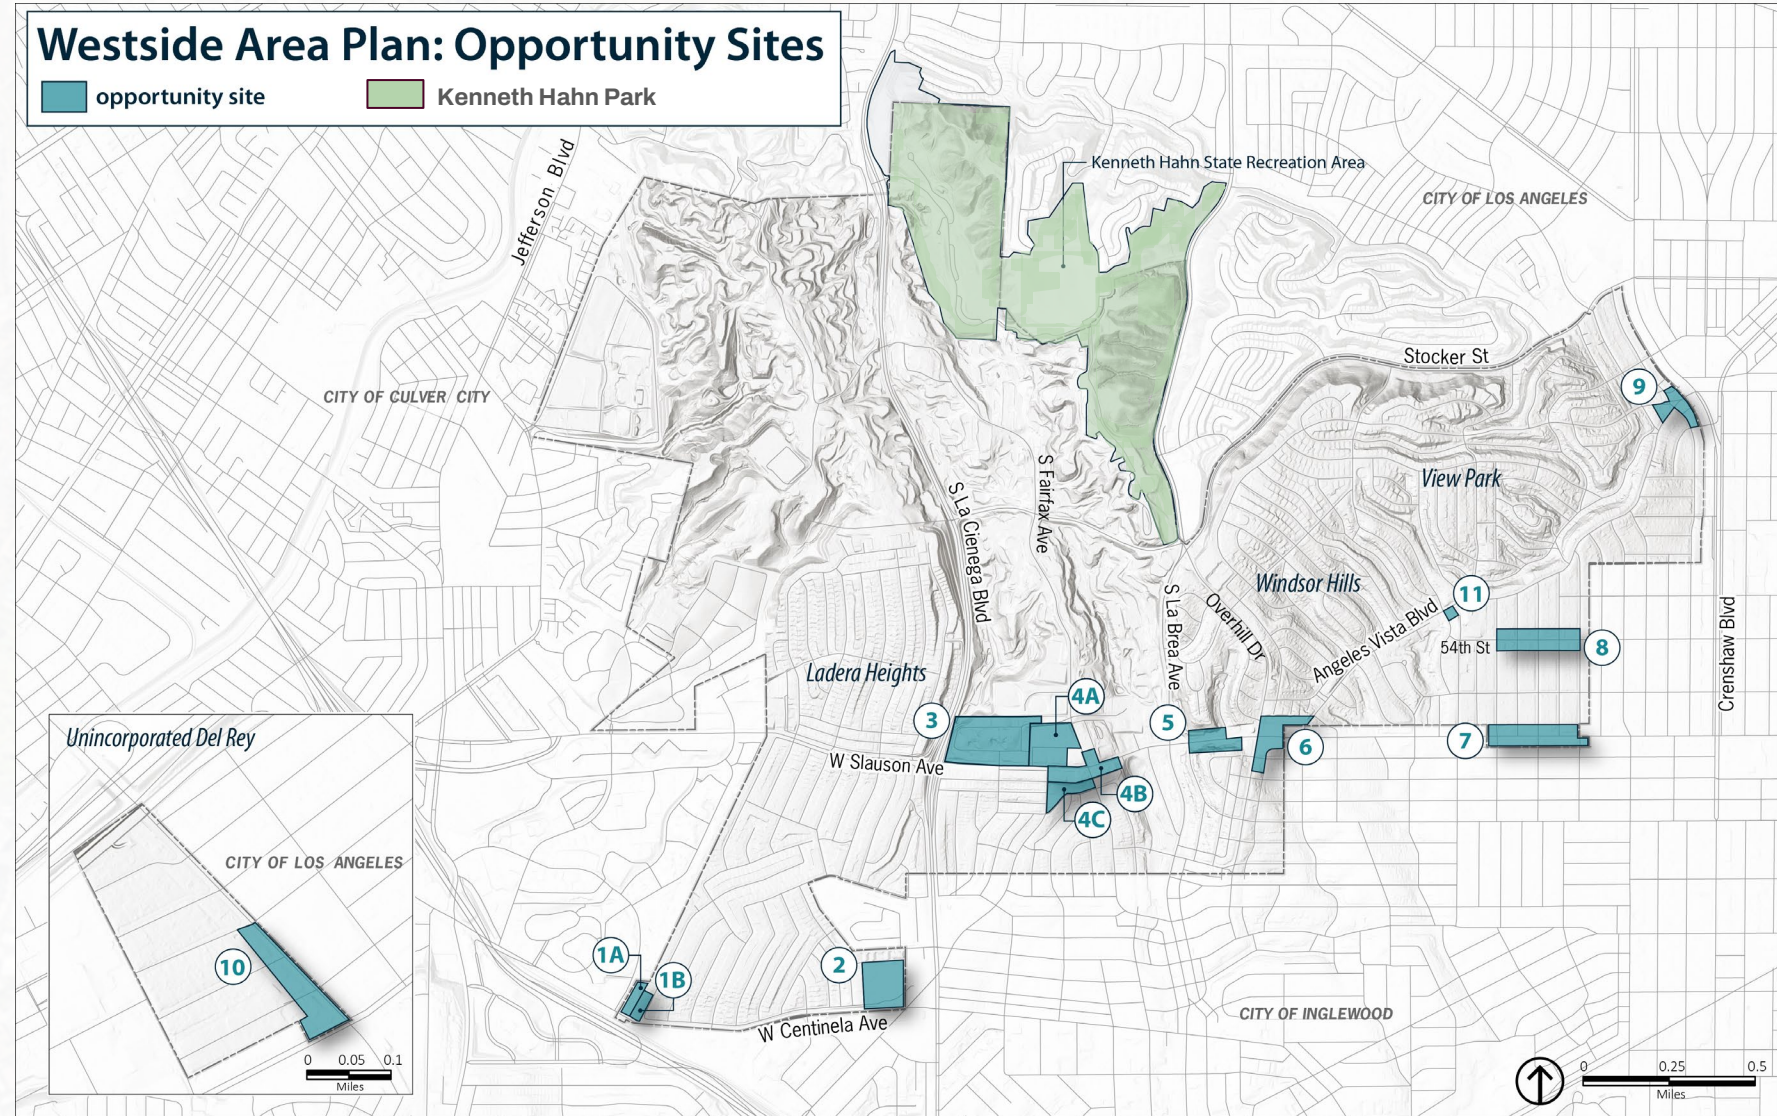 Westside Area Plan: Opportunity Sites
opportunity site
Kenneth Hahn Park
Jefferson Blvd
Kenneth Hahn State Recreation Area
CITY OF LOS ANGELES
Stocker St
CITY OF CULVER CITY
9
View Park
S La Cienega Blvd
S Fairfax Ave
Windsor Hills
11
S La Brea Ave
Overhill Dr
Angeles Vista Blvd
54th St
8
Crenshaw Blvd
Ladera Heights
4A
3
5
6
7
W Slauson Ave
4B
4C
Unincorporated Del Rey
CITY OF LOS ANGELES
10
0 0.05 0.1
Miles
1A
1B
2
W Centinela Ave
CITY OF INGLEWOOD
0 0.25 0.5
Miles